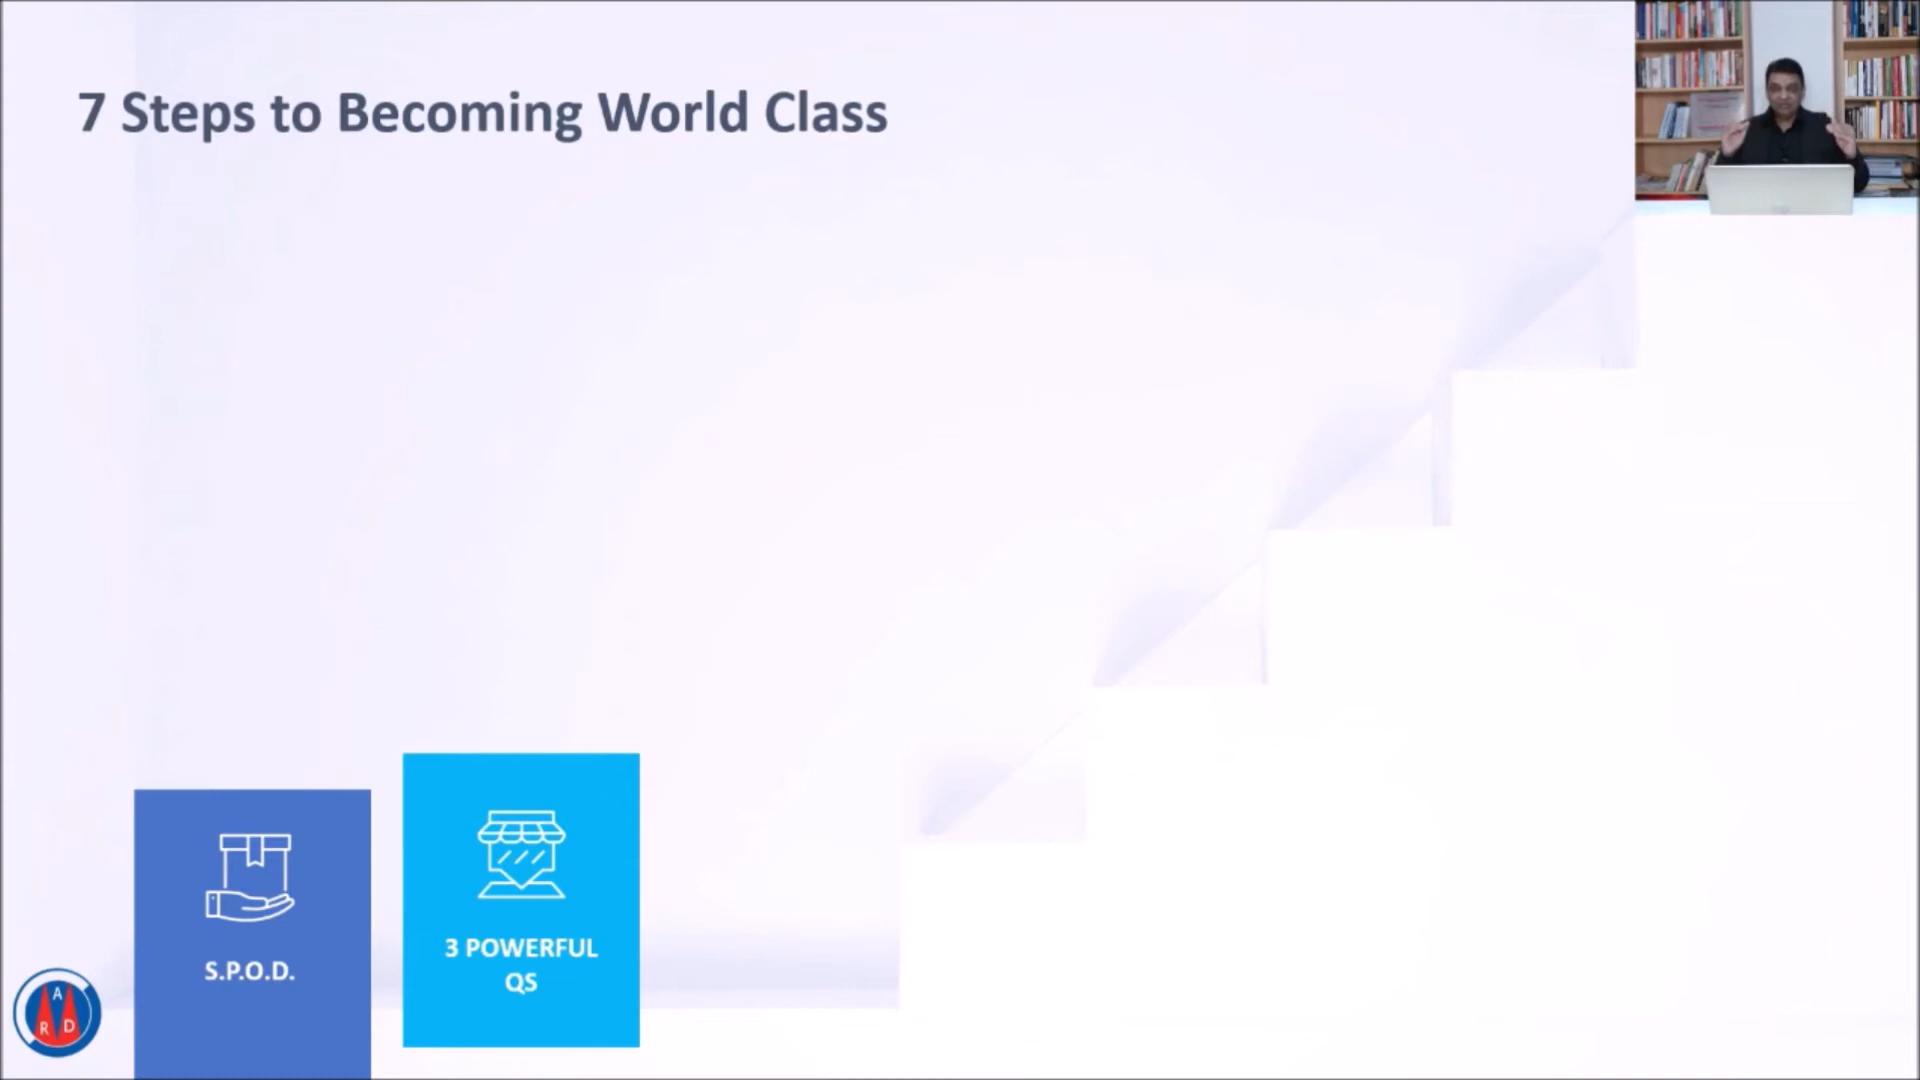 7 Steps to Becoming World Class
S.P.O.D.
3 POWERFUL
QS
A
R D